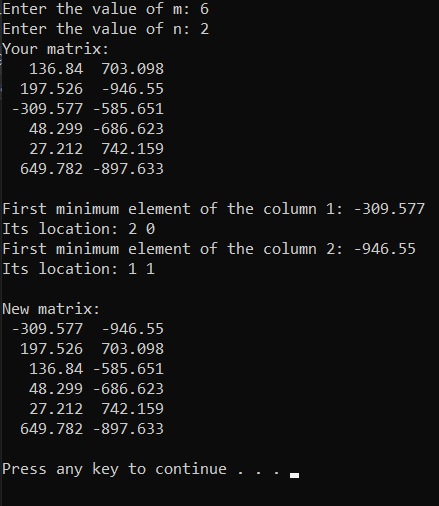 Enter the value of m: 6
Enter the value of n: 2
Your matrix:
136.84 703.098
197.526 -946.55
-309.577 -585.651
48.299 -686.623
27.212 742.159
649.782 -897.633
First minimum element of the column 1: -309.577
Its location: 2 0
First minimum element of the column 2: -946.55
Its location: 1 1
New matrix:
-309.577 -946.55
197.526 703.098
136.84 -585.651
48.299 -686.623
27.212 742.159
649.782 -897.633
Press any key to continue . . .